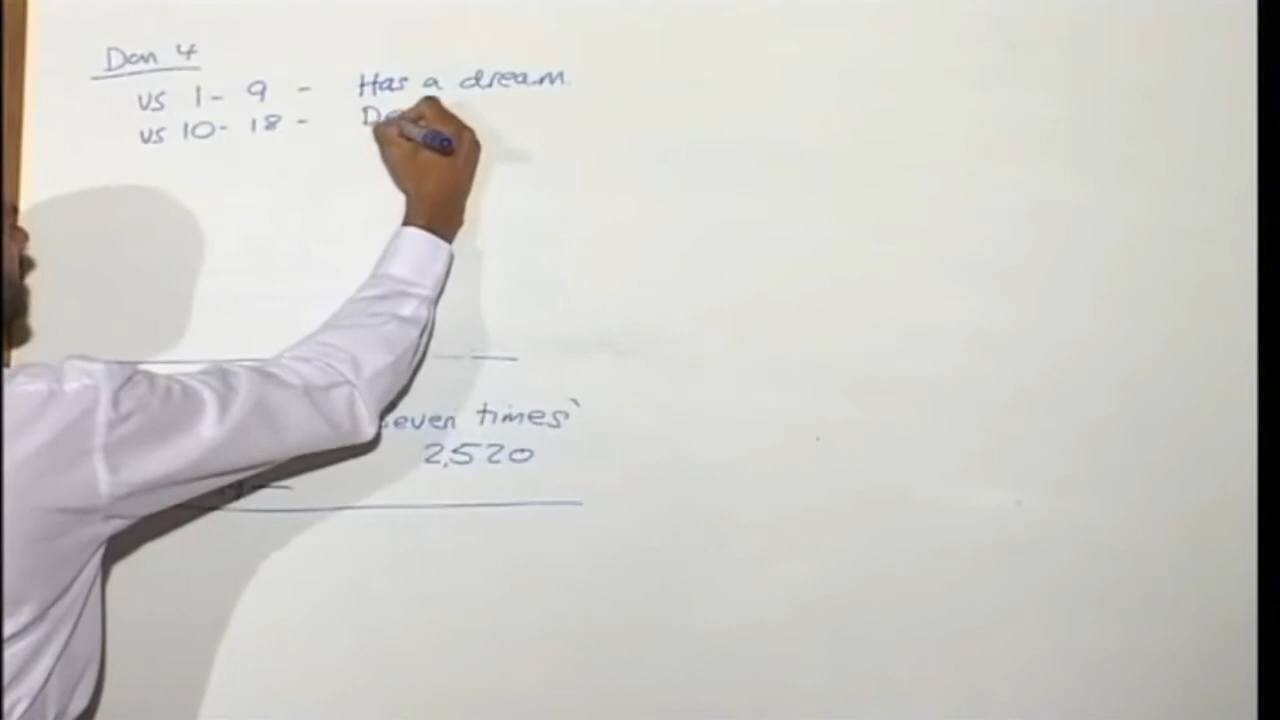 Dan 4
vs 1- 9 - Has a dream.
vs 10- 18 -
seven times`
2,520